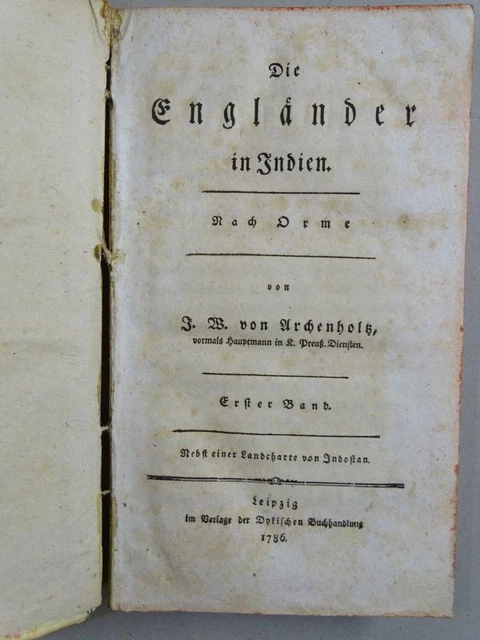 Die
Engländer
in Indien.
Nach Orme
von
J. W. von Archenholtz,
vormals Hauptmann in K. Preuß. Diensten.
Erster Band.
Nebst einer Landcharte von Indostan.
Leipzig
im Verlage der Dykischen Buchhandlung
1786.